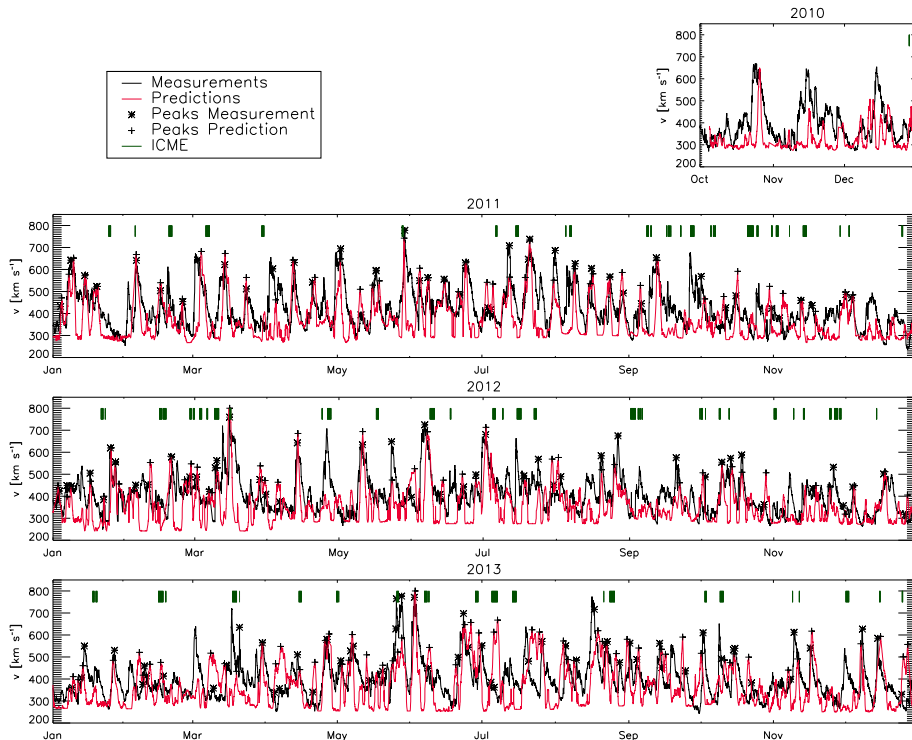 2010
800
700
600
500
400
300
200
v [km s⁻¹]
Oct Nov Dec
Measurements
Predictions
Peaks Measurement
Peaks Prediction
ICME
2011
800
700
600
500
400
300
200
v [km s⁻¹]
Jan Mar May Jul Sep Nov
2012
800
700
600
500
400
300
200
v [km s⁻¹]
Jan Mar May Jul Sep Nov
2013
800
700
600
500
400
300
200
v [km s⁻¹]
Jan Mar May Jul Sep Nov